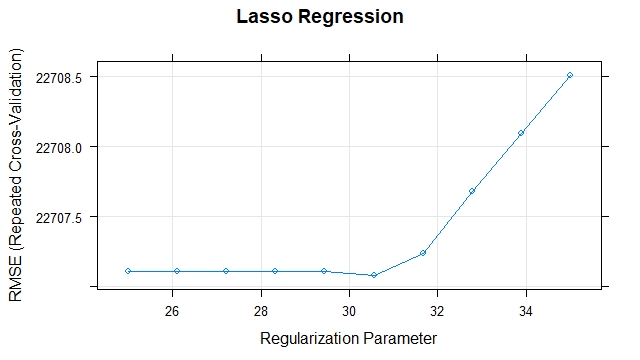 Lasso Regression
RMSE (Repeated Cross-Validation)
22708.5
22708.0
22707.5
26 28 30 32 34
Regularization Parameter